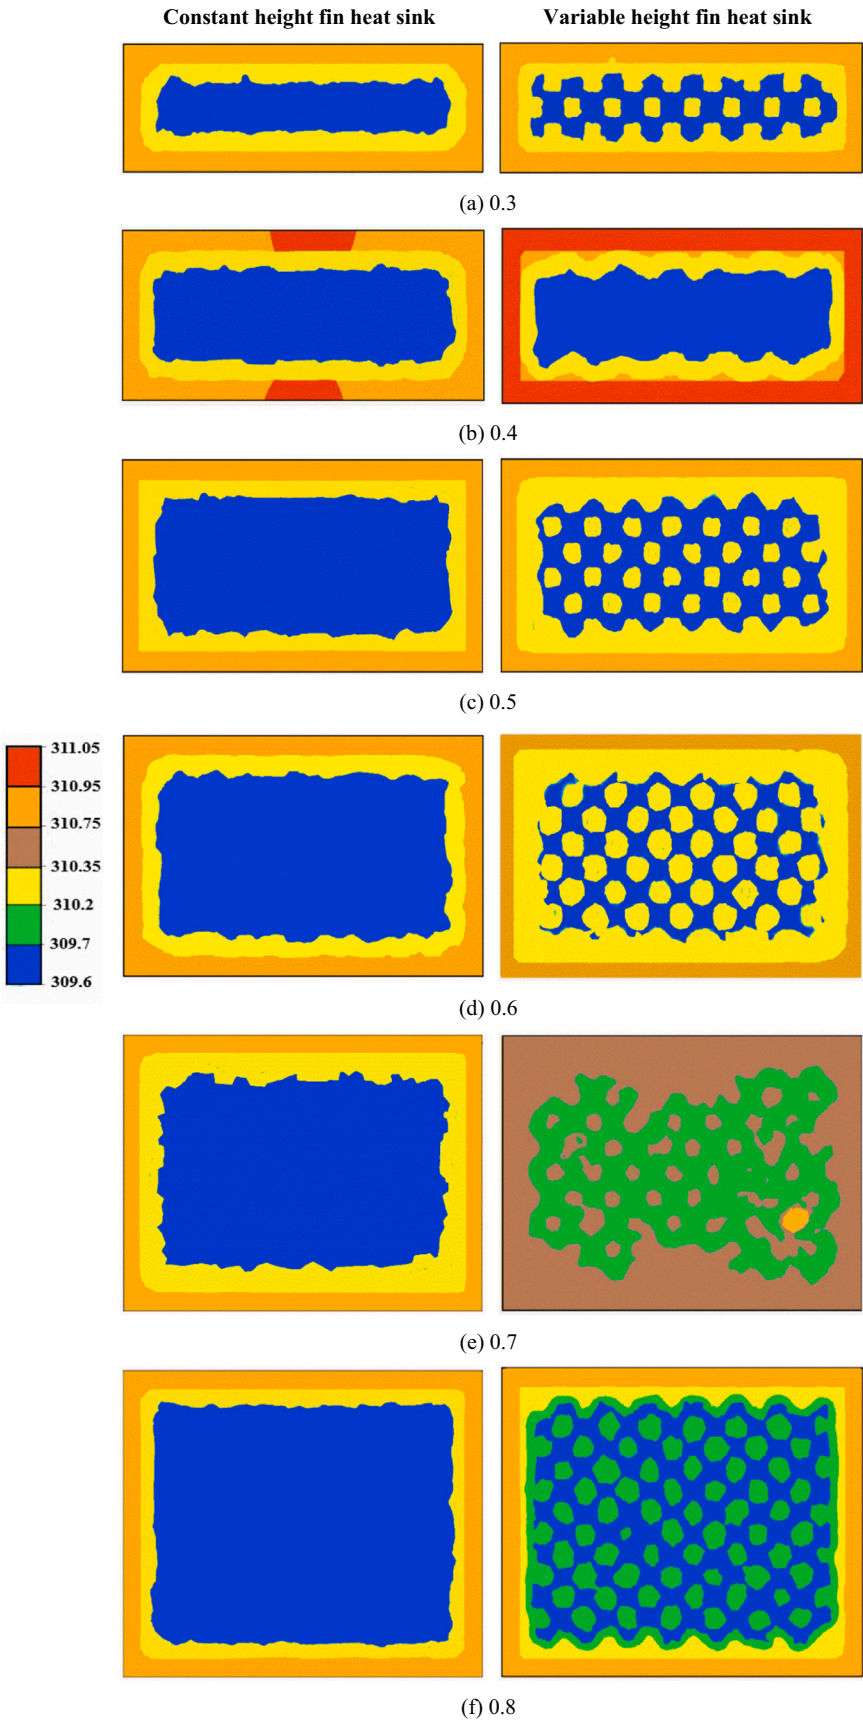 Constant height fin heat sink
Variable height fin heat sink
(a) 0.3
(b) 0.4
(c) 0.5
311.05
310.95
310.75
310.35
310.2
309.7
309.6
(d) 0.6
(e) 0.7
(f) 0.8